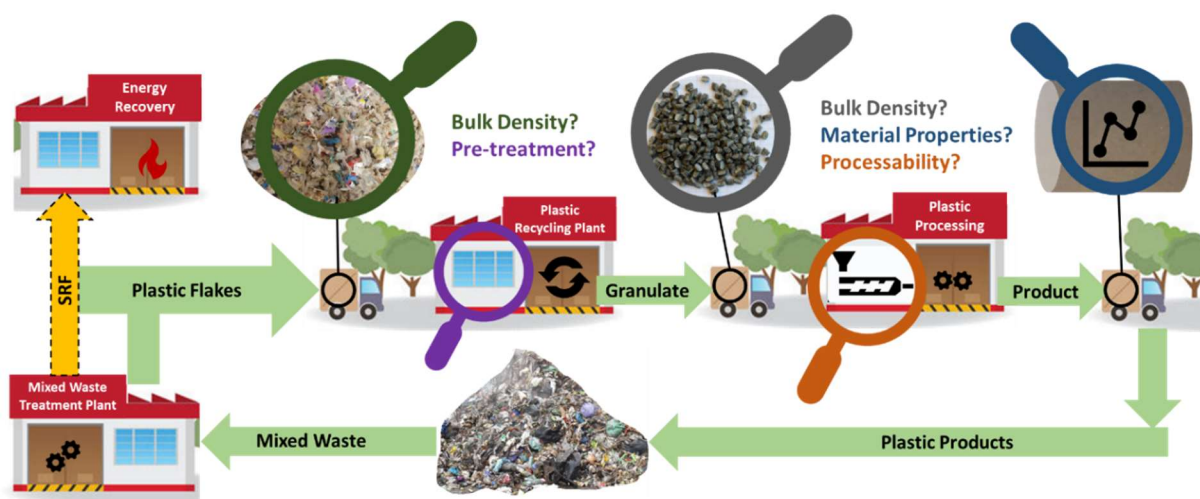 Energy
Recovery
Bulk Density?
Pre-treatment?
Bulk Density?
Material Properties?
Processability?
Plastic
Recycling Plant
Plastic
Processing
SRF
Plastic Flakes
Granulate
Product
Mixed Waste
Treatment Plant
Mixed Waste
Plastic Products